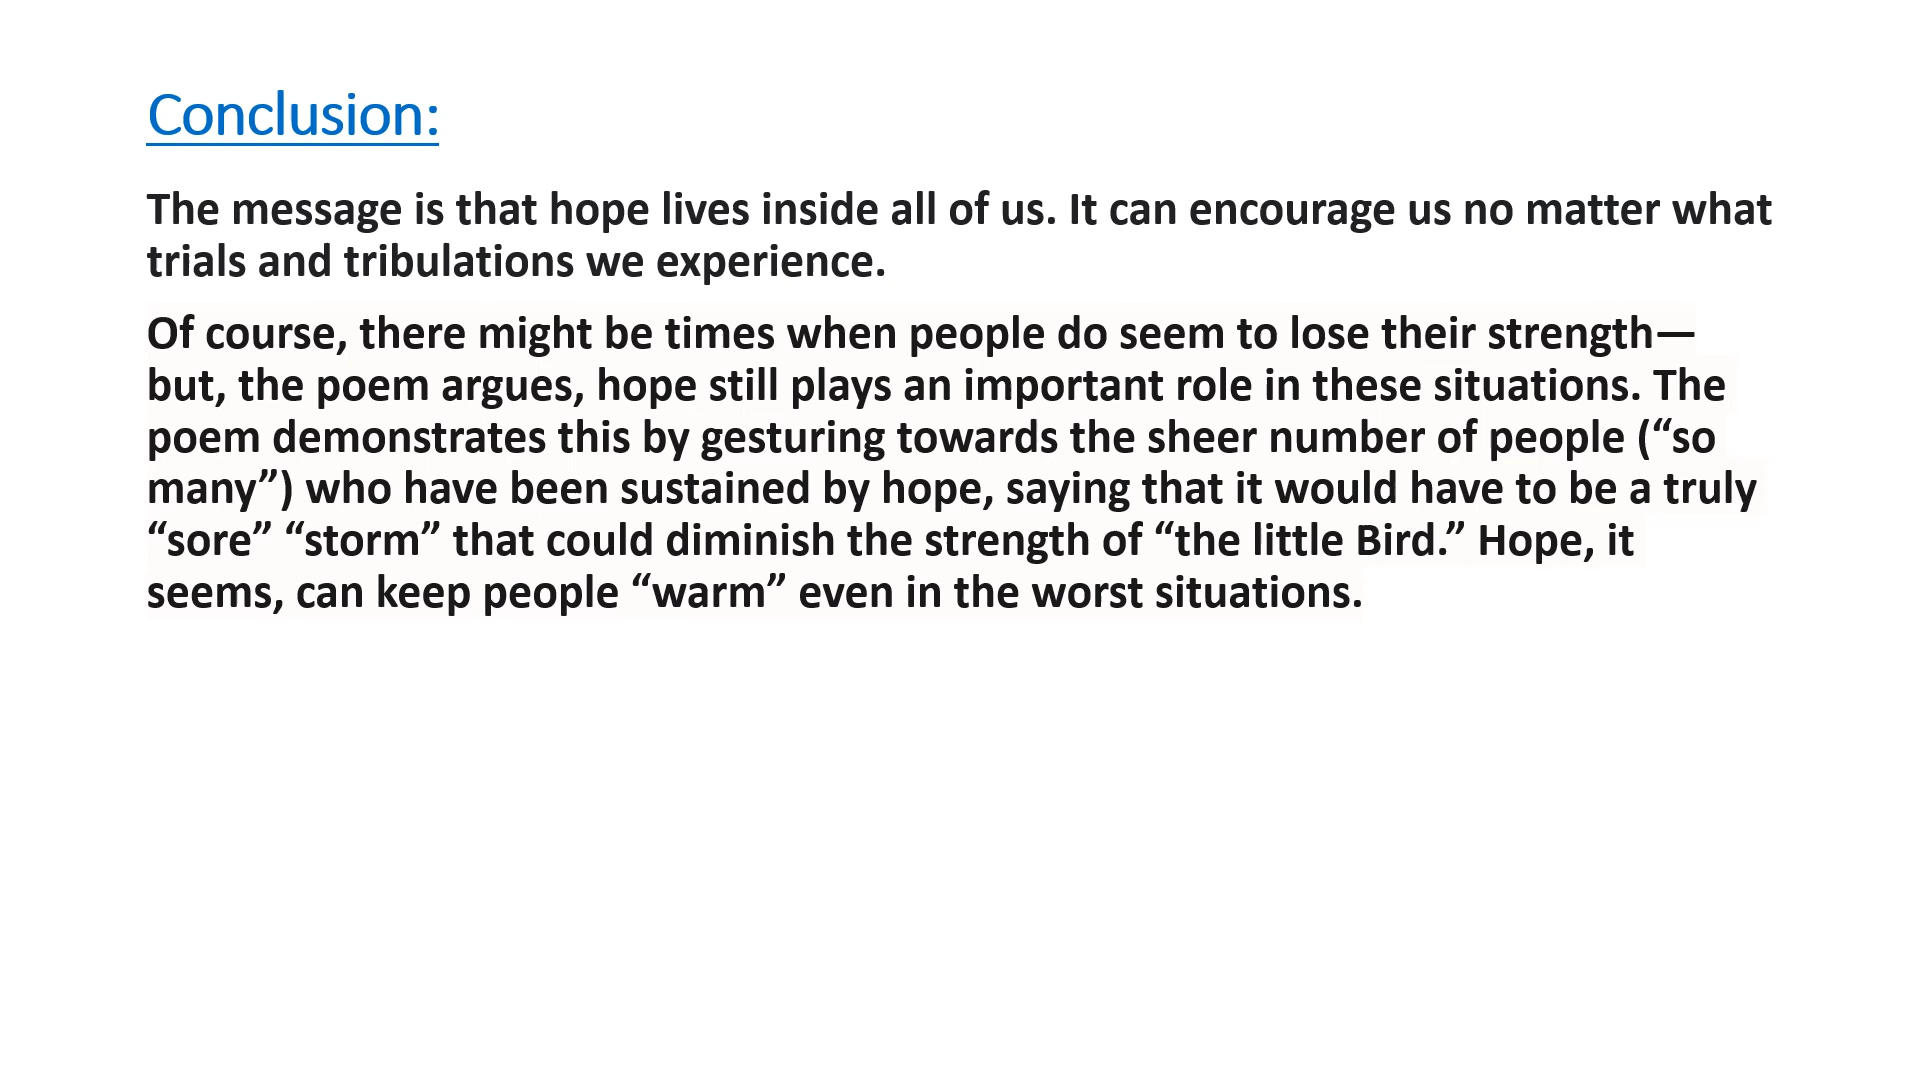 Conclusion:
The message is that hope lives inside all of us. It can encourage us no matter what
trials and tribulations we experience.
Of course, there might be times when people do seem to lose their strength—
but, the poem argues, hope still plays an important role in these situations. The
poem demonstrates this by gesturing towards the sheer number of people (“so
many”) who have been sustained by hope, saying that it would have to be a truly
“sore” “storm” that could diminish the strength of “the little Bird.” Hope, it
seems, can keep people “warm” even in the worst situations.